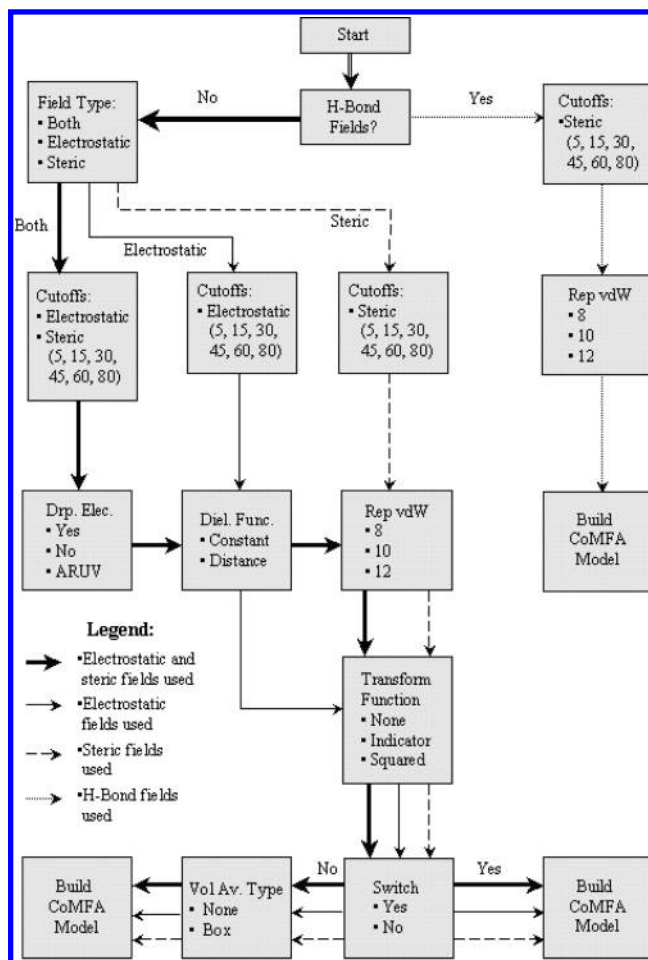 Start
H-Bond
Fields?
No
Yes
Field Type:
▪ Both
▪ Electrostatic
▪ Steric
Cutoffs:
▪Steric
(5, 15, 30,
45, 60, 80)
Both
Electrostatic
Steric
Cutoffs:
▪ Electrostatic
▪ Steric
(5, 15, 30,
45, 60, 80)
Cutoffs:
▪ Electrostatic
(5, 15, 30,
45, 60, 80)
Cutoffs:
▪ Steric
(5, 15, 30,
45, 60, 80)
Rep vdW
▪ 8
▪ 10
▪ 12
Drp. Elec.
▪ Yes
▪ No
▪ ARUV
Diel. Func.
▪ Constant
▪ Distance
Rep vdW
▪ 8
▪ 10
▪ 12
Build
CoMFA
Model
Legend:
▪Electrostatic and
steric fields used
▪Electrostatic
fields used
▪Steric fields
used
▪H-Bond fields
used
Transform
Function
▪ None
▪ Indicator
▪ Squared
Build
CoMFA
Model
Vol Av. Type
▪ None
▪ Box
No
Switch
▪ Yes
▪ No
Yes
Build
CoMFA
Model